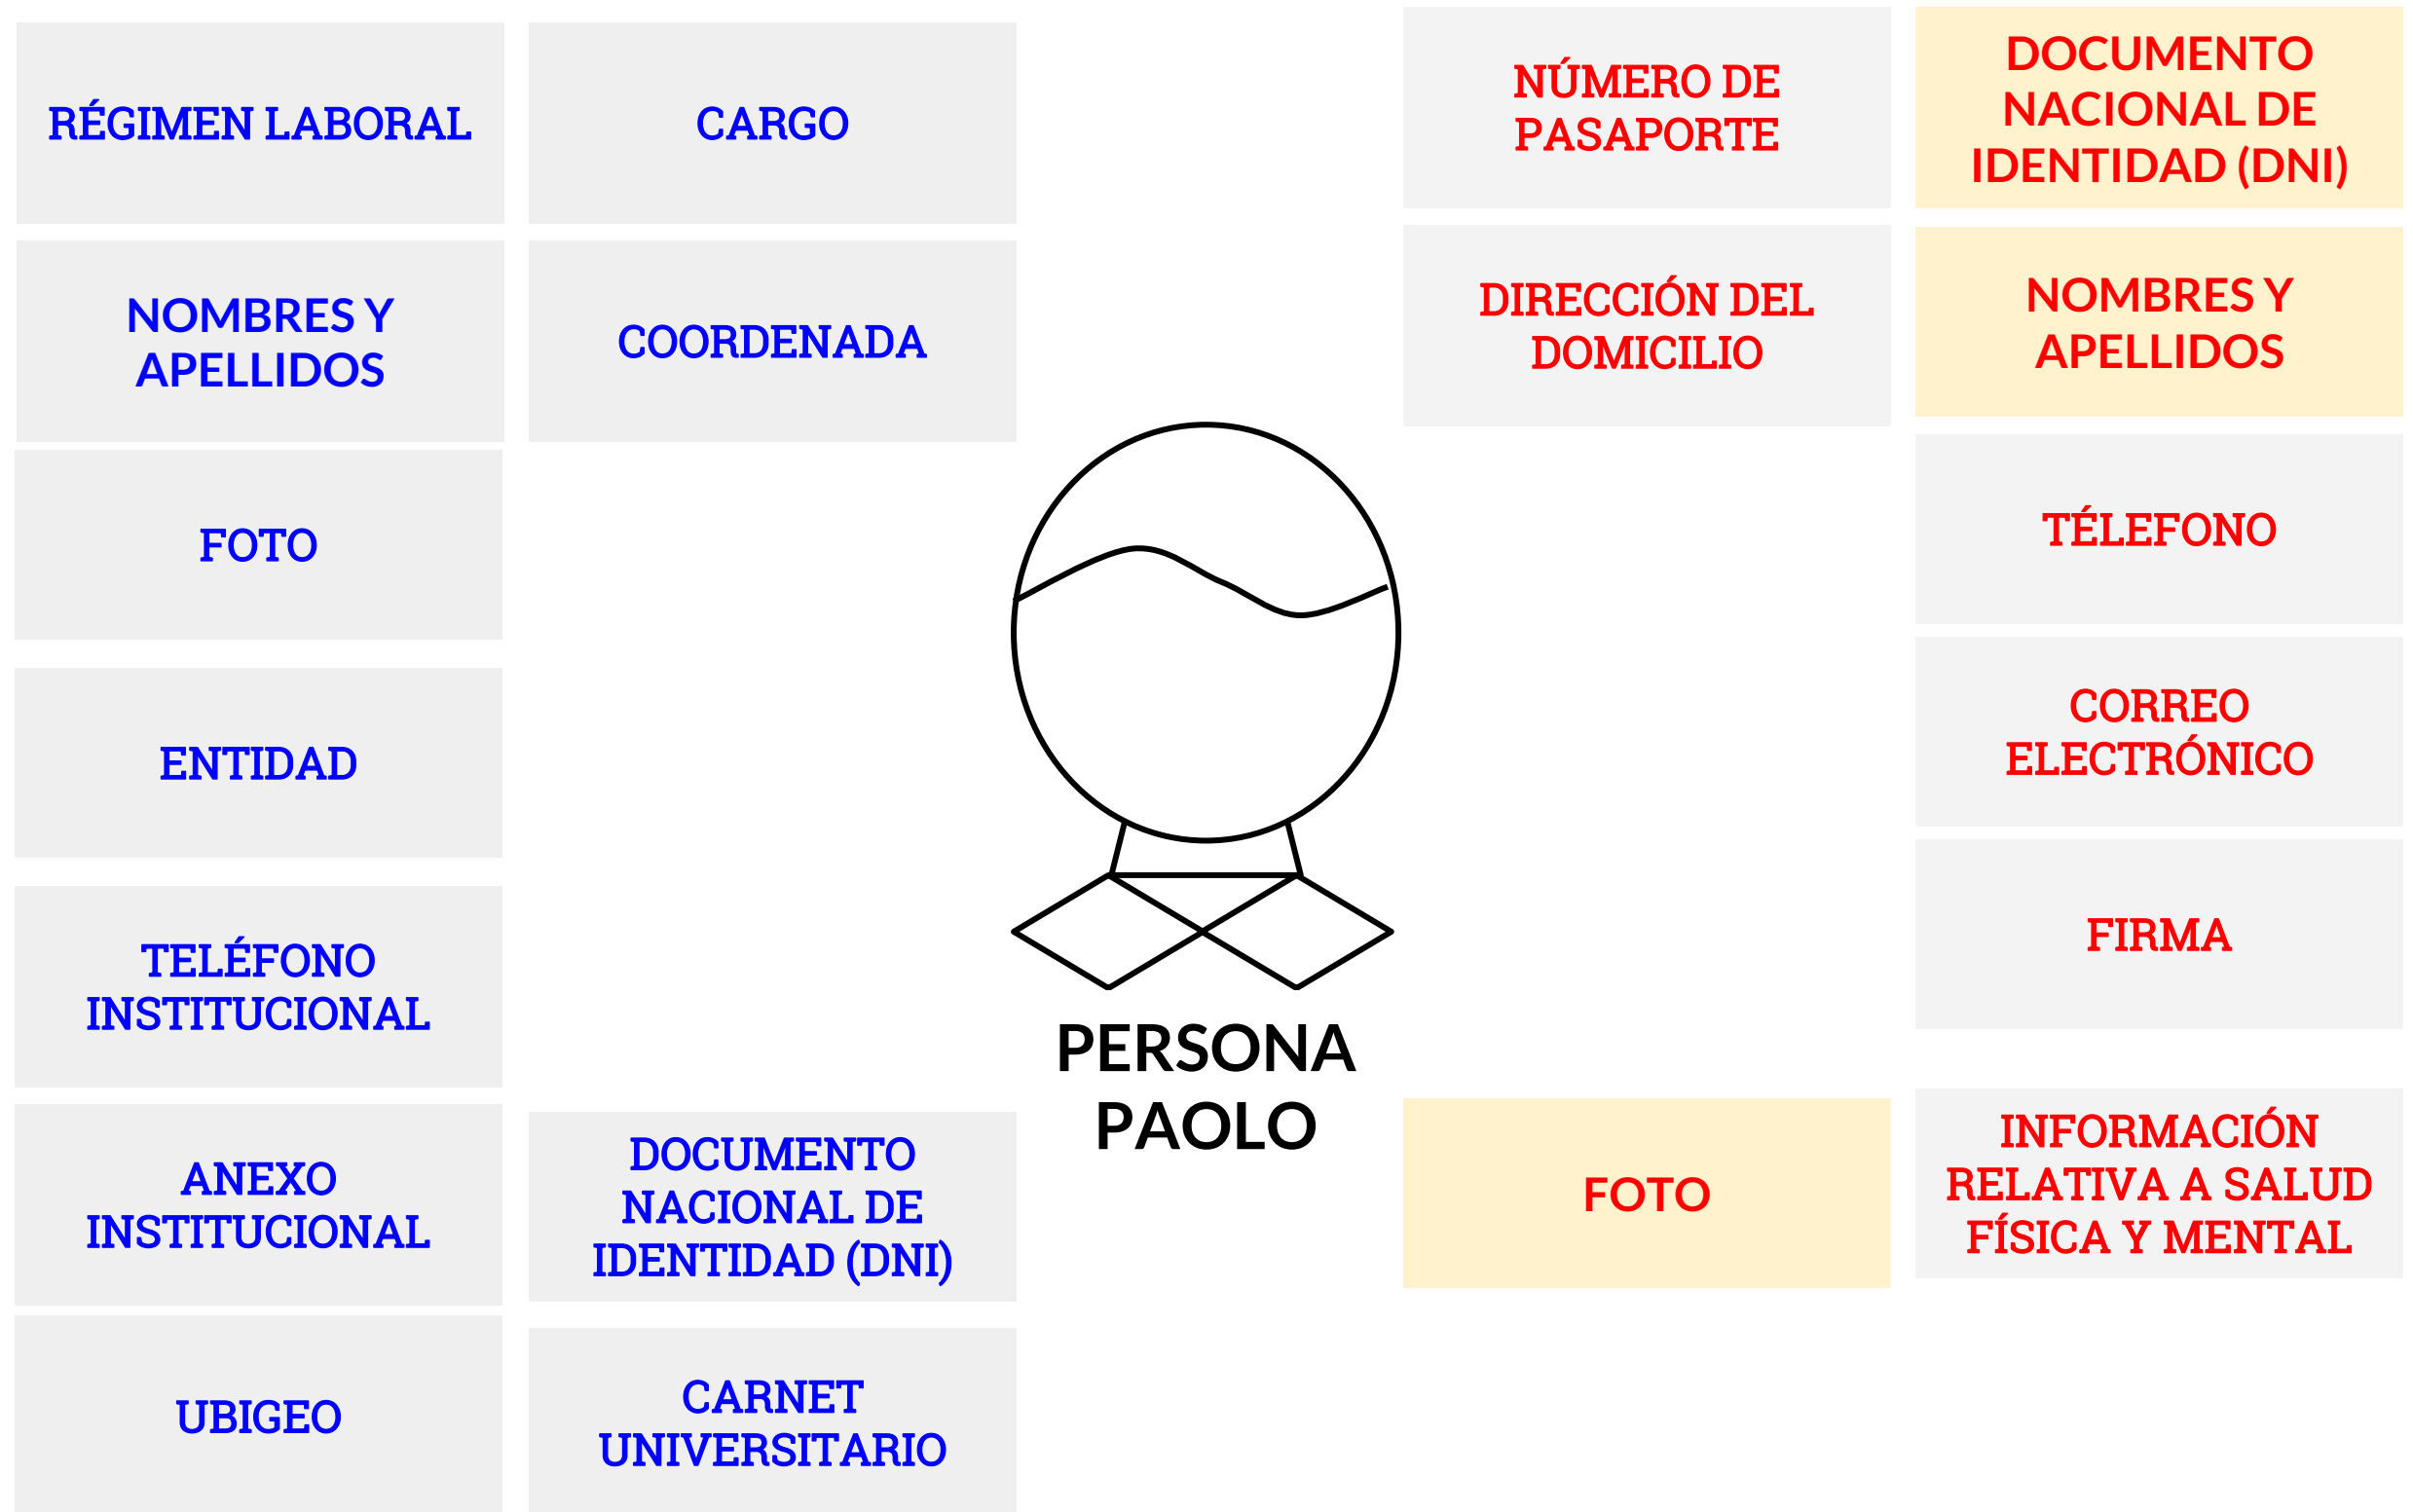 RÉGIMEN LABORAL
CARGO
NÚMERO DE
PASAPORTE
DOCUMENTO
NACIONAL DE
IDENTIDAD (DNI)
NOMBRES Y
APELLIDOS
COORDENADA
DIRECCIÓN DEL
DOMICILIO
NOMBRES Y
APELLIDOS
FOTO
TÉLEFONO
ENTIDAD
CORREO
ELECTRÓNICO
TELÉFONO
INSTITUCIONAL
FIRMA
PERSONA
PAOLO
ANEXO
INSTITUCIONAL
DOCUMENTO
NACIONAL DE
IDENTIDAD (DNI)
FOTO
INFORMACIÓN
RELATIVA A SALUD
FÍSICA Y MENTAL
UBIGEO
CARNET
UNIVERSITARIO